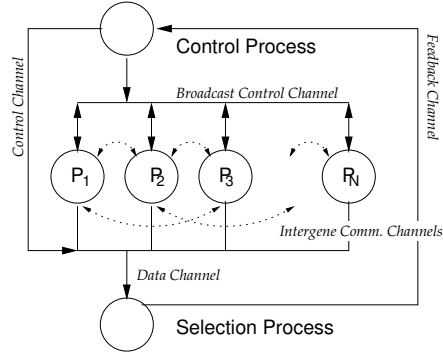 Control Process
Control Channel
Feedback Channel
Broadcast Control Channel
P1 P2 P3 PN
Intergene Comm. Channels
Data Channel
Selection Process